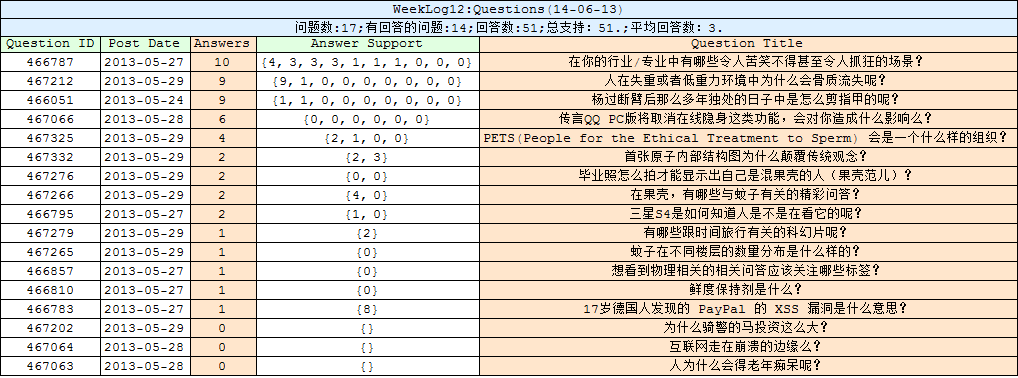 WeekLog12:Questions(14-06-13)
问题数:17;有回答的问题:14;回答数:51;总支持: 51.;平均回答数: 3.
Question ID Post Date Answers Answer Support Question Title
466787 2013-05-27 10 {4, 3, 3, 3, 1, 1, 1, 0, 0, 0} 在你的行业/专业中有哪些令人苦笑不得甚至令人抓狂的场景?
467212 2013-05-29 9 {9, 1, 0, 0, 0, 0, 0, 0, 0} 人在失重或者低重力环境中为什么会骨质流失呢?
466051 2013-05-24 9 {1, 1, 0, 0, 0, 0, 0, 0, 0} 杨过断臂后那么多年独处的日子中是怎么剪指甲的呢?
467066 2013-05-28 6 {0, 0, 0, 0, 0, 0} 传言QQ PC版将取消在线隐身这类功能，会对你造成什么影响么?
467325 2013-05-29 4 {2, 1, 0, 0} PETS(People for the Ethical Treatment to Sperm) 会是一个什么样的组织?
467332 2013-05-29 2 {2, 3} 首张原子内部结构图为什么颠覆传统观念?
467276 2013-05-29 2 {0, 0} 毕业照怎么拍才能显示出自己是混果壳的人（果壳范儿）?
467266 2013-05-29 2 {4, 0} 在果壳，有哪些与蚊子有关的精彩问答?
466795 2013-05-27 2 {1, 0} 三星S4是如何知道人是不是在看它的呢?
467279 2013-05-29 1 {2} 有哪些跟时间旅行有关的科幻片呢?
467265 2013-05-29 1 {0} 蚊子在不同楼层的数量分布是什么样的?
466857 2013-05-27 1 {0} 想看到物理相关的相关问答应该关注哪些标签?
466810 2013-05-27 1 {0} 鲜度保持剂是什么?
466783 2013-05-27 1 {8} 17岁德国人发现的 PayPal 的 XSS 漏洞是什么意思?
467202 2013-05-29 0 {} 为什么骑警的马投资这么大?
467064 2013-05-28 0 {} 互联网走在崩溃的边缘么?
467063 2013-05-28 0 {} 人为什么会得老年痴呆呢?